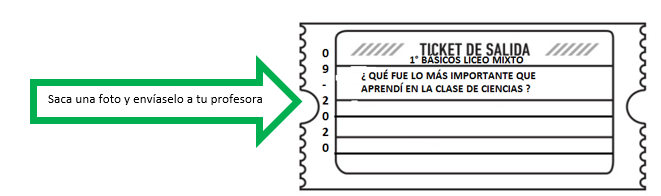 Saca una foto y envíaselo a tu profesora
TICKET DE SALIDA
1° BASICOS LICEO MIXTO
¿ QUÉ FUE LO MÁS IMPORTANTE QUE
APRENDÍ EN LA CLASE DE CIENCIAS ?
0
9
-
2
0
2
0